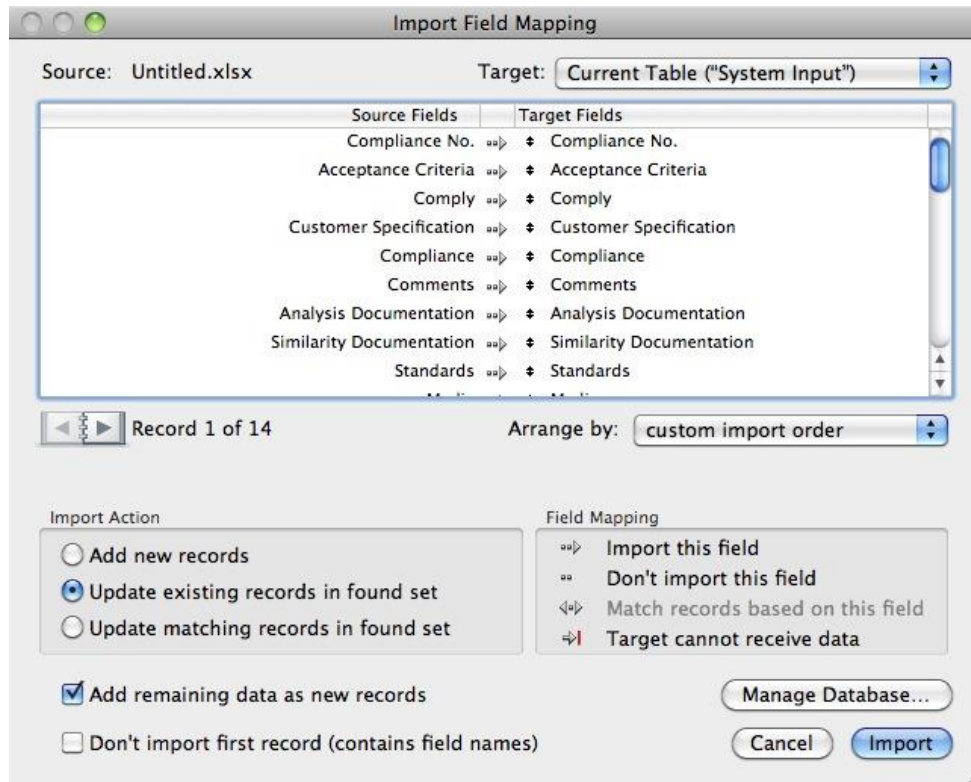 Import Field Mapping
Source: Untitled.xlsx Target: Current Table (“System Input”)
Source Fields Target Fields
Compliance No. Compliance No.
Acceptance Criteria Acceptance Criteria
Comply Comply
Customer Specification Customer Specification
Compliance Compliance
Comments Comments
Analysis Documentation Analysis Documentation
Similarity Documentation Similarity Documentation
Standards Standards
Record 1 of 14 Arrange by: custom import order
Import Action Field Mapping
Add new records Import this field
Update existing records in found set Don't import this field
Update matching records in found set Match records based on this field
Target cannot receive data
Add remaining data as new records Manage Database...
Don't import first record (contains field names) Cancel Import